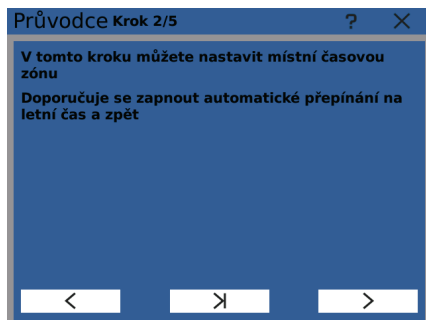 Průvodce Krok 2/5 ?
V tomto kroku můžete nastavit místní časovou
zónu
Doporučuje se zapnout automatické přepínání na
letní čas a zpět